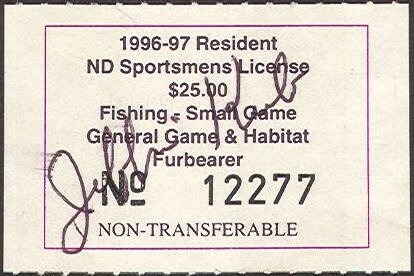 1996-97 Resident
ND Sportsmens License
$25.00
Fishing - Small Game
General Game & Habitat
Furbearer
Nº 12277
NON-TRANSFERABLE